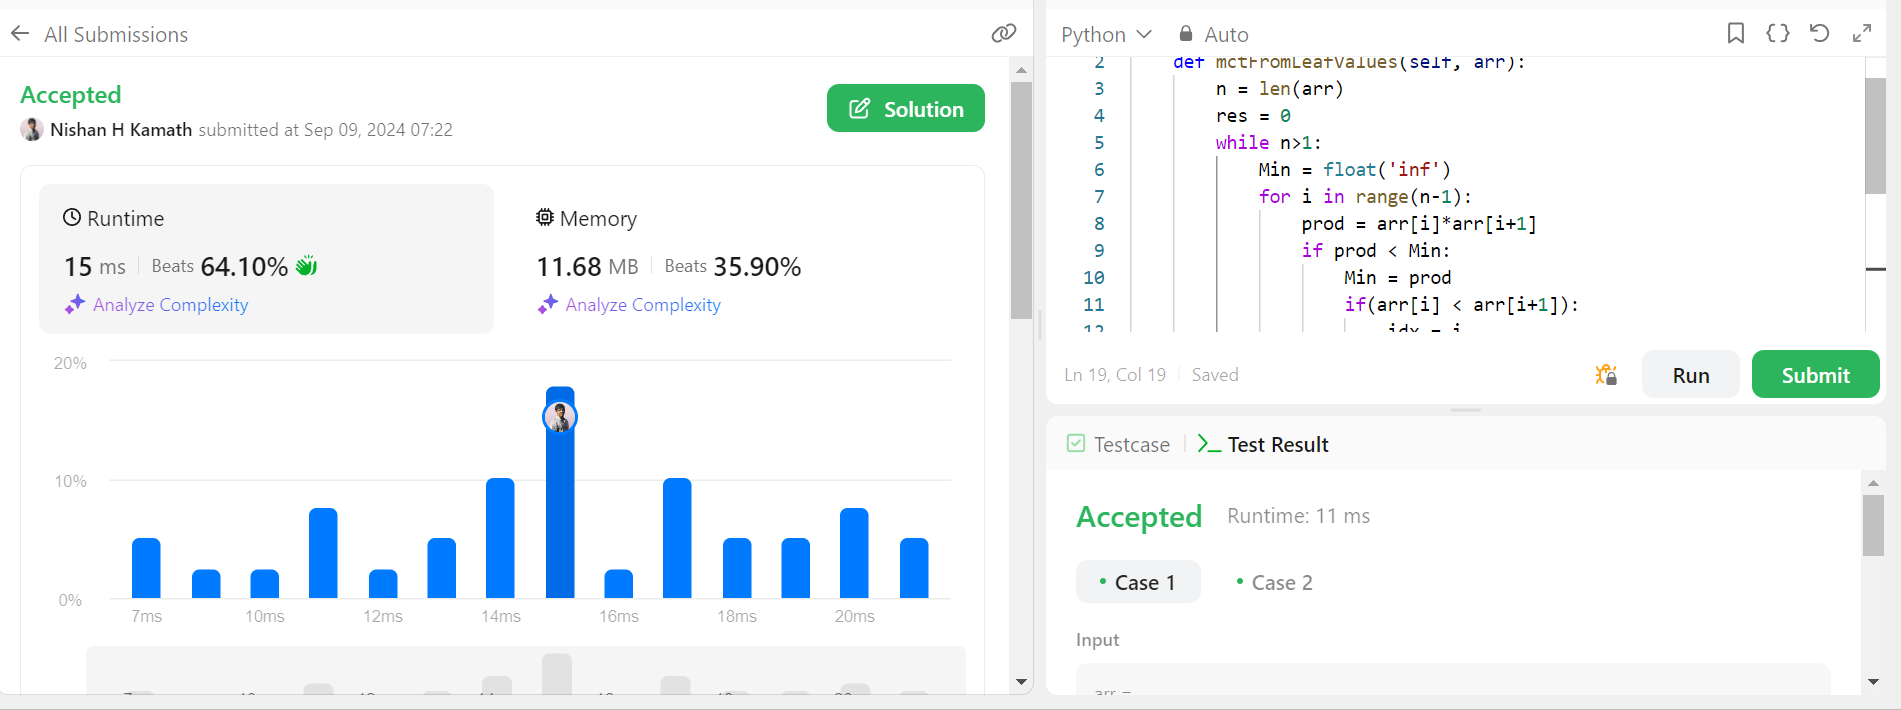 All Submissions
Accepted
Nishan H Kamath submitted at Sep 09, 2024 07:22
Solution
Runtime
15 ms Beats 64.10%
Analyze Complexity
Memory
11.68 MB Beats 35.90%
Analyze Complexity
20%
10%
0%
7ms 10ms 12ms 14ms 16ms 18ms 20ms
Python Auto
2 def mctFromLeafValues(self, arr):
3 n = len(arr)
4 res = 0
5 while n>1:
6 Min = float('inf')
7 for i in range(n-1):
8 prod = arr[i]*arr[i+1]
9 if prod < Min:
10 Min = prod
11 if(arr[i] < arr[i+1]):
12 idx = i
Ln 19, Col 19 Saved
Run
Submit
Testcase
Test Result
Accepted Runtime: 11 ms
Case 1 Case 2
Input
arr =